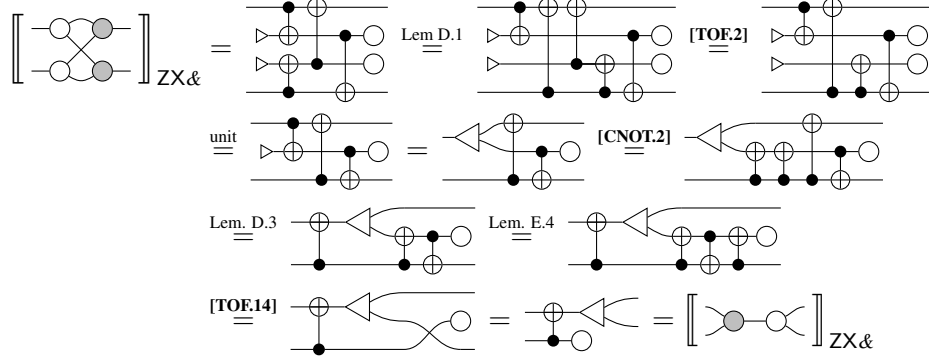 ⟦ ⟧ZX& = Lem D.1 = [TOF.2] =
unit = = [CNOT.2] =
Lem. D.3 = Lem. E.4 =
[TOF.14] = = = ⟦ ⟧ZX&